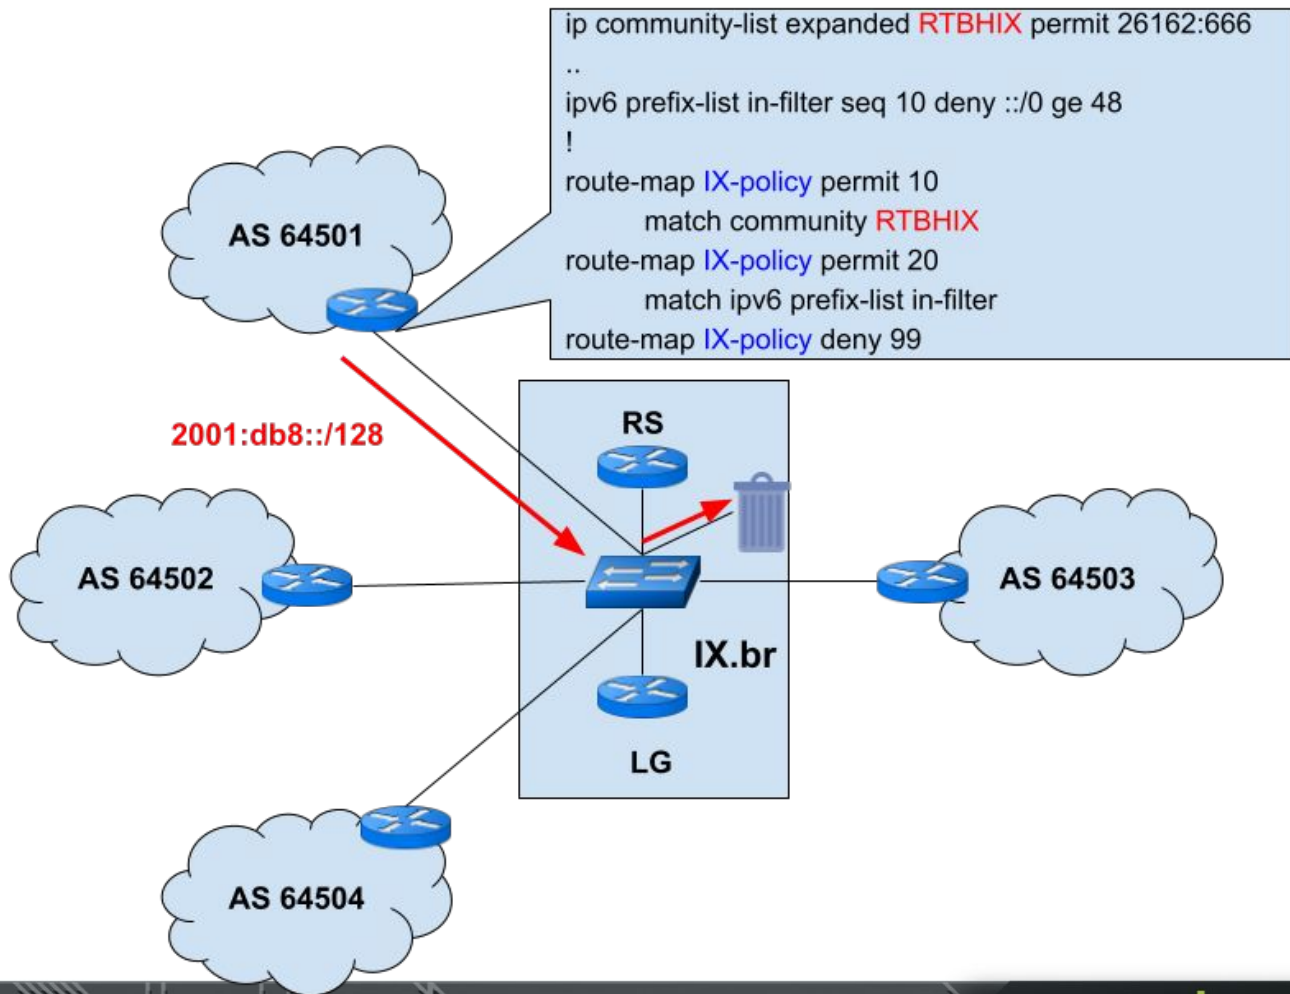 ip community-list expanded RTBHIX permit 26162:666
..
ipv6 prefix-list in-filter seq 10 deny ::/0 ge 48
!
route-map IX-policy permit 10
match community RTBHIX
route-map IX-policy permit 20
match ipv6 prefix-list in-filter
route-map IX-policy deny 99
AS 64501
2001:db8::/128
RS
AS 64502
AS 64503
IX.br
LG
AS 64504